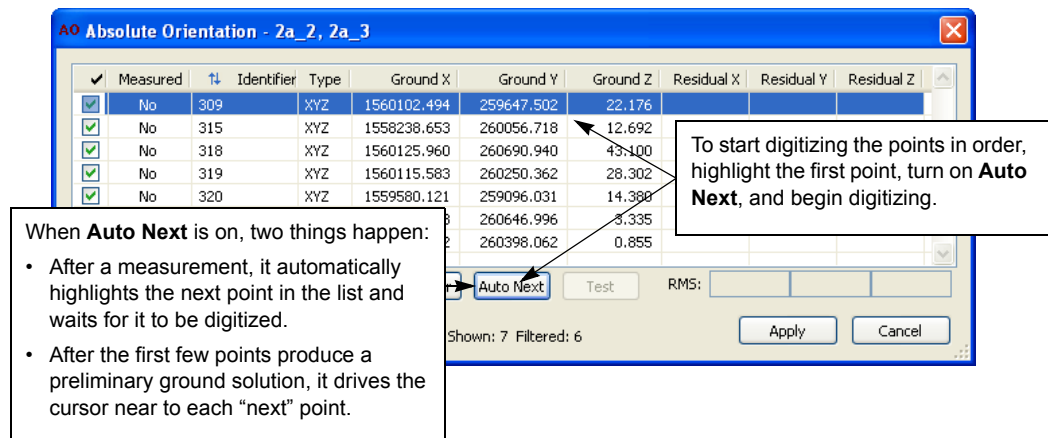 AO Absolute Orientation - 2a_2, 2a_3
Measured Identifier Type Ground X Ground Y Ground Z Residual X Residual Y Residual Z
No 309 XYZ 1560102.494 259647.502 22.176
No 315 XYZ 1558238.653 260056.718 12.692
No 318 XYZ 1560125.960 260690.940 43.100
No 319 XYZ 1560115.583 260250.362 28.302
No 320 XYZ 1559580.121 259096.031 14.380
260646.996 3.335
260398.062 0.855
To start digitizing the points in order,
highlight the first point, turn on Auto
Next, and begin digitizing.
When Auto Next is on, two things happen:
• After a measurement, it automatically
highlights the next point in the list and
waits for it to be digitized.
• After the first few points produce a
preliminary ground solution, it drives the
cursor near to each “next” point.
Auto Next Test RMS:
Shown: 7 Filtered: 6
Apply Cancel